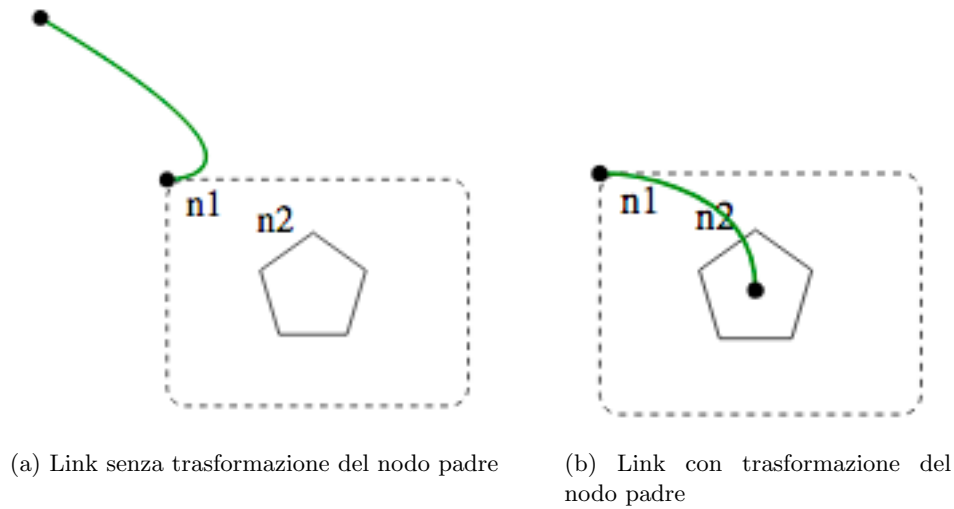 n1
n2
n1
n2
(a) Link senza trasformazione del nodo padre
(b) Link con trasformazione del
nodo padre